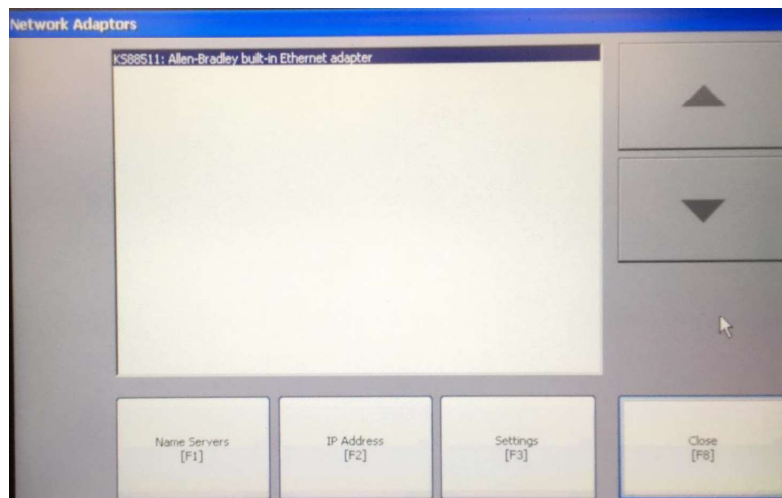 Network Adaptors
KS88511: Allen-Bradley built-in Ethernet adapter
Name Servers
[F1]
IP Address
[F2]
Settings
[F3]
Close
[F8]